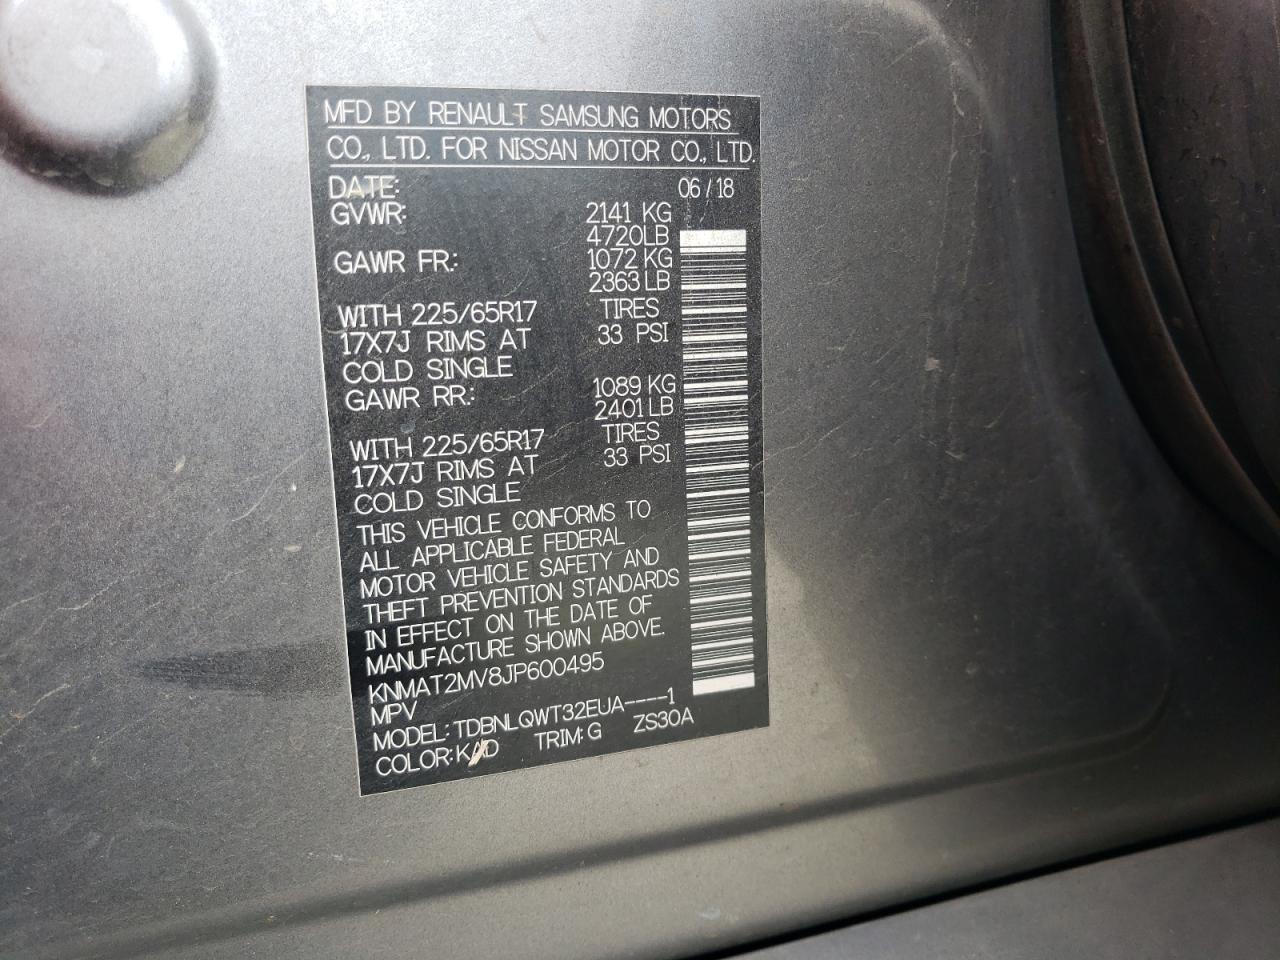 MFD BY RENAULT SAMSUNG MOTORS
CO., LTD. FOR NISSAN MOTOR CO., LTD.
DATE: 06/18
GVWR: 2141 KG
4720LB
GAWR FR: 1072 KG
2363 LB
WITH 225/65R17 TIRES
17X7J RIMS AT 33 PSI
COLD SINGLE
GAWR RR: 1089 KG
2401 LB
WITH 225/65R17 TIRES
17X7J RIMS AT 33 PSI
COLD SINGLE
THIS VEHICLE CONFORMS TO
ALL APPLICABLE FEDERAL
MOTOR VEHICLE SAFETY AND
THEFT PREVENTION STANDARDS
IN EFFECT ON THE DATE OF
MANUFACTURE SHOWN ABOVE.
KNMAT2MV8JP600495
MPV
MODEL: TDBNLQWT32EUA----1
COLOR: KAD TRIM: G ZS30A